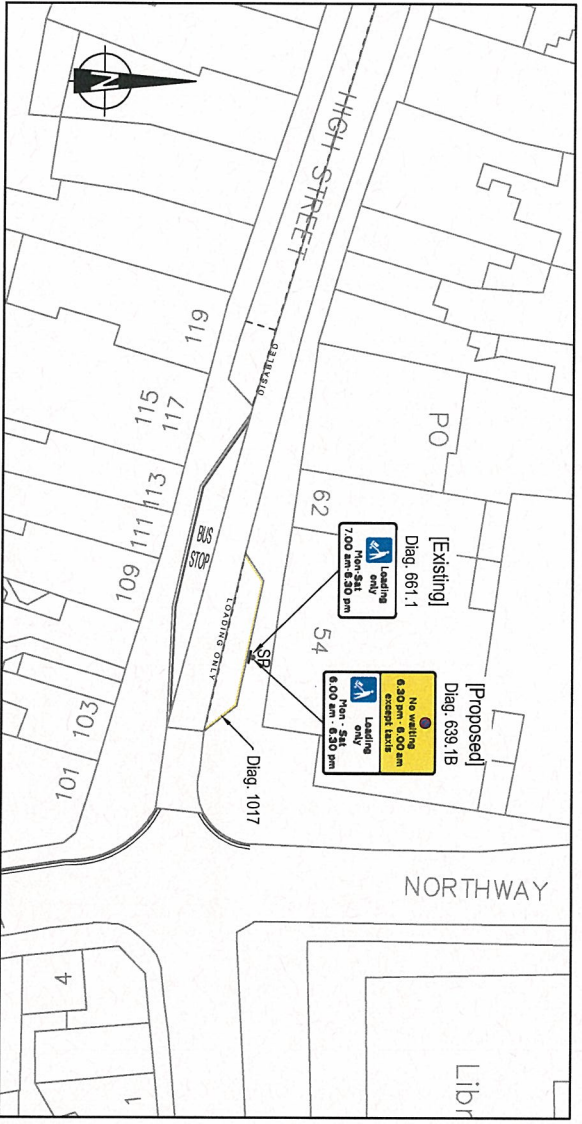 N
HIGH STREET
119
115
117
113
111
109
103
101
DISABLED
BUS
STOP
LOADING ONLY
PO
62
54
SP
[Existing]
Diag. 661.1
Loading
only
Mon-Sat
7.00 am-6.30 pm
[Proposed]
Diag. 639.1B
No waiting
6.30 pm - 6.00 am
except taxis
Loading
only
Mon - Sat
6.00 am - 6.30 pm
Diag. 1017
NORTHWAY
4
1
Libr